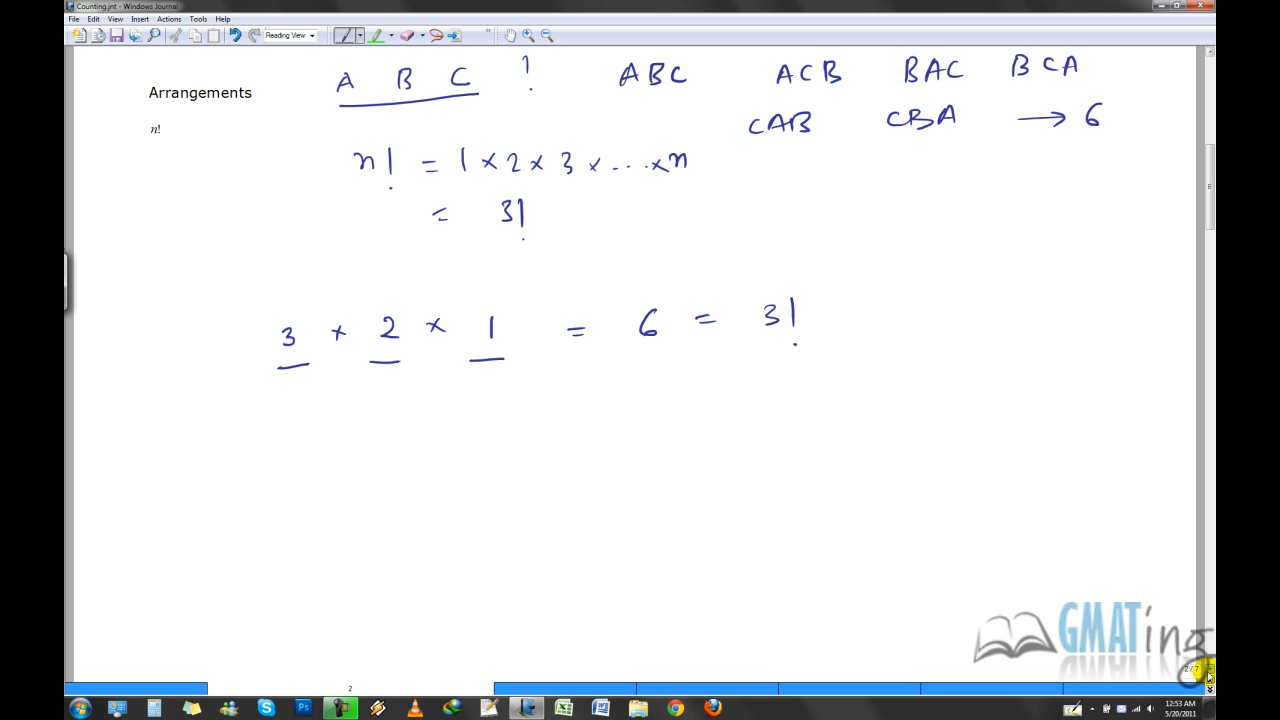 Counting.jnt - Windows Journal
File Edit View Insert Actions Tools Help
Reading View
A B C ? ABC ACB BAC BCA
Arrangements
CAB CBA → 6
n!
n! = 1 × 2 × 3 × ... × n
= 3!
3 × 2 × 1 = 6 = 3!
GMATing
2 / 7
2
12:53 AM
5/20/2011